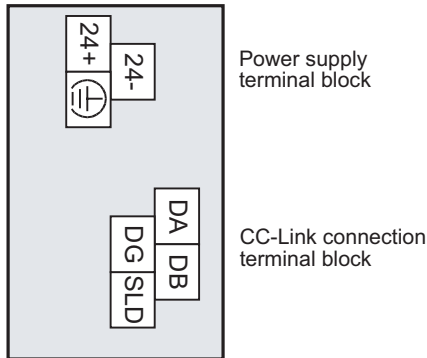 24+
24-
Power supply
terminal block
DA
DG
DB
SLD
CC-Link connection
terminal block